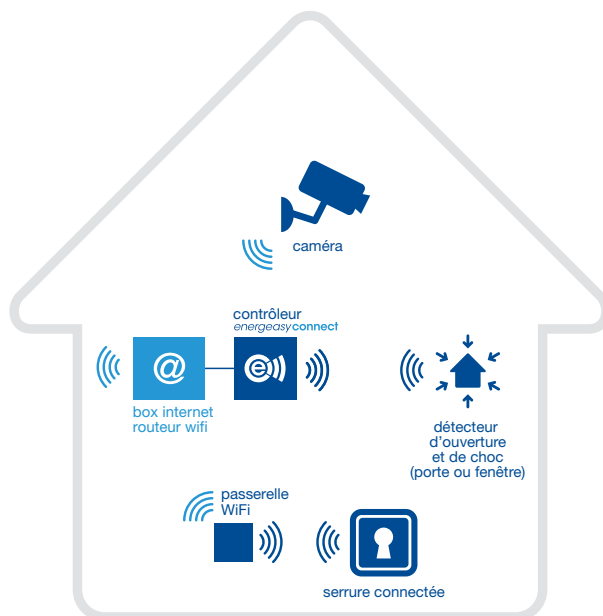 caméra
contrôleur
energeasyconnect
@
e
box internet
routeur wifi
détecteur
d'ouverture
et de choc
(porte ou fenêtre)
passerelle
WiFi
serrure connectée